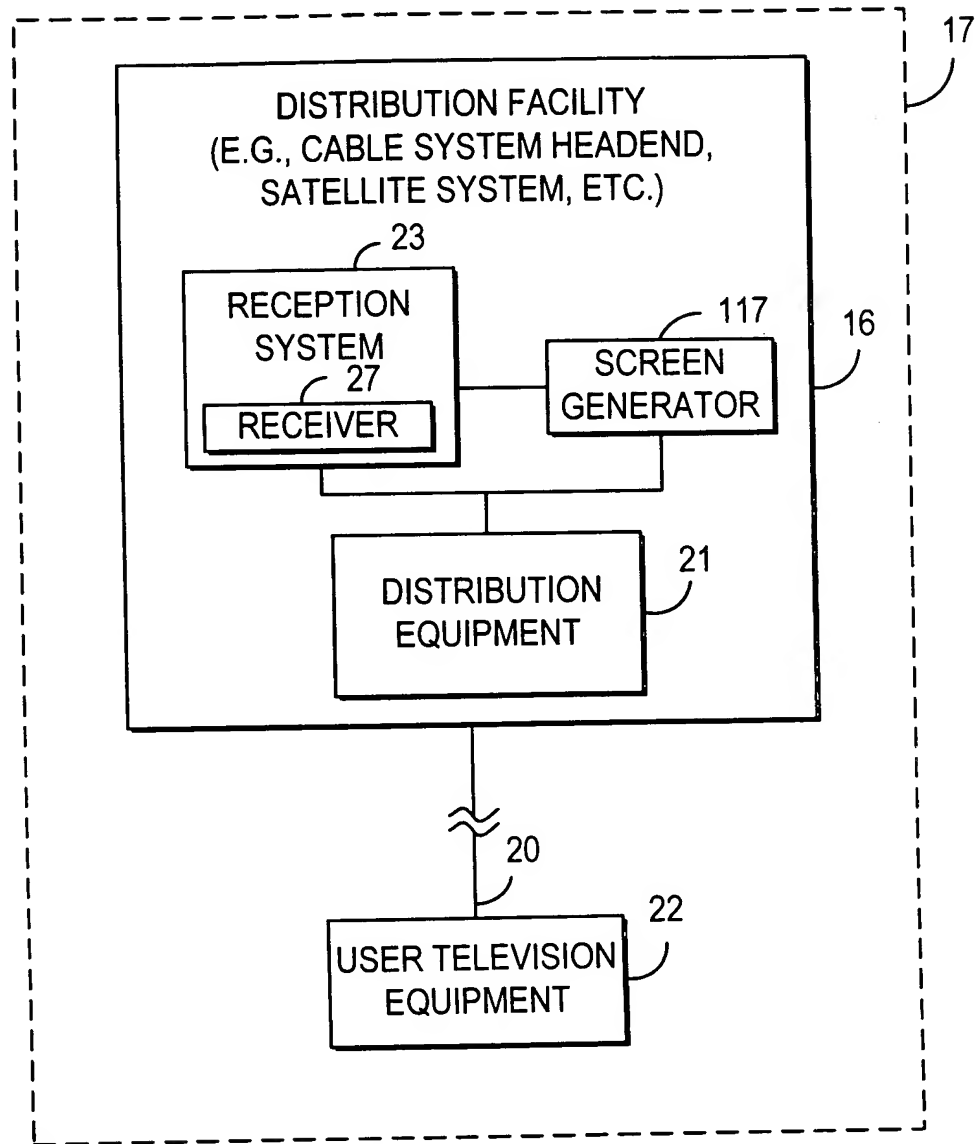 17
DISTRIBUTION FACILITY
(E.G., CABLE SYSTEM HEADEND,
SATELLITE SYSTEM, ETC.)
23
RECEPTION
SYSTEM
27
RECEIVER
117
SCREEN
GENERATOR
16
DISTRIBUTION
EQUIPMENT
21
20
USER TELEVISION
EQUIPMENT
22